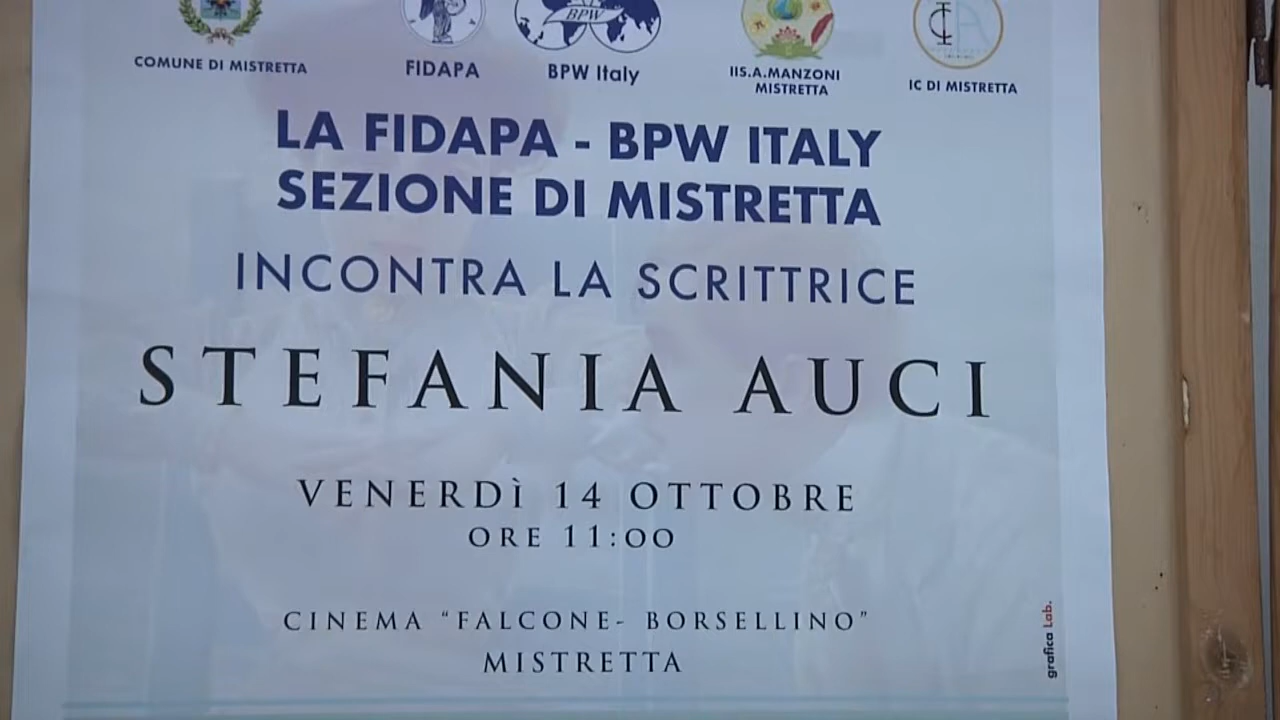 COMUNE DI MISTRETTA
FIDAPA
BPW
BPW Italy
IIS.A.MANZONI
MISTRETTA
IC DI MISTRETTA
LA FIDAPA - BPW ITALY
SEZIONE DI MISTRETTA
INCONTRA LA SCRITTRICE
STEFANIA AUCI
VENERDÌ 14 OTTOBRE
ORE 11:00
CINEMA “FALCONE- BORSELLINO”
MISTRETTA
grafica Lab.